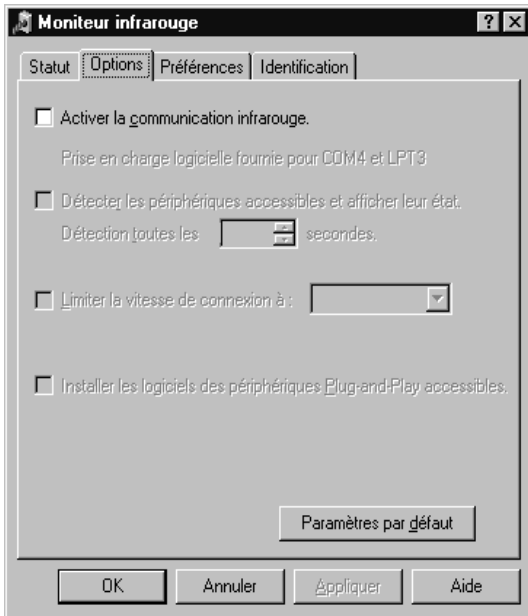 Moniteur infrarouge
Statut Options Préférences Identification
Activer la communication infrarouge.
Prise en charge logicielle fournie pour COM4 et LPT3
Détecter les périphériques accessibles et afficher leur état.
Détection toutes les secondes.
Limiter la vitesse de connexion à :
Installer les logiciels des périphériques Plug-and-Play accessibles.
Paramètres par défaut
OK Annuler Appliquer Aide